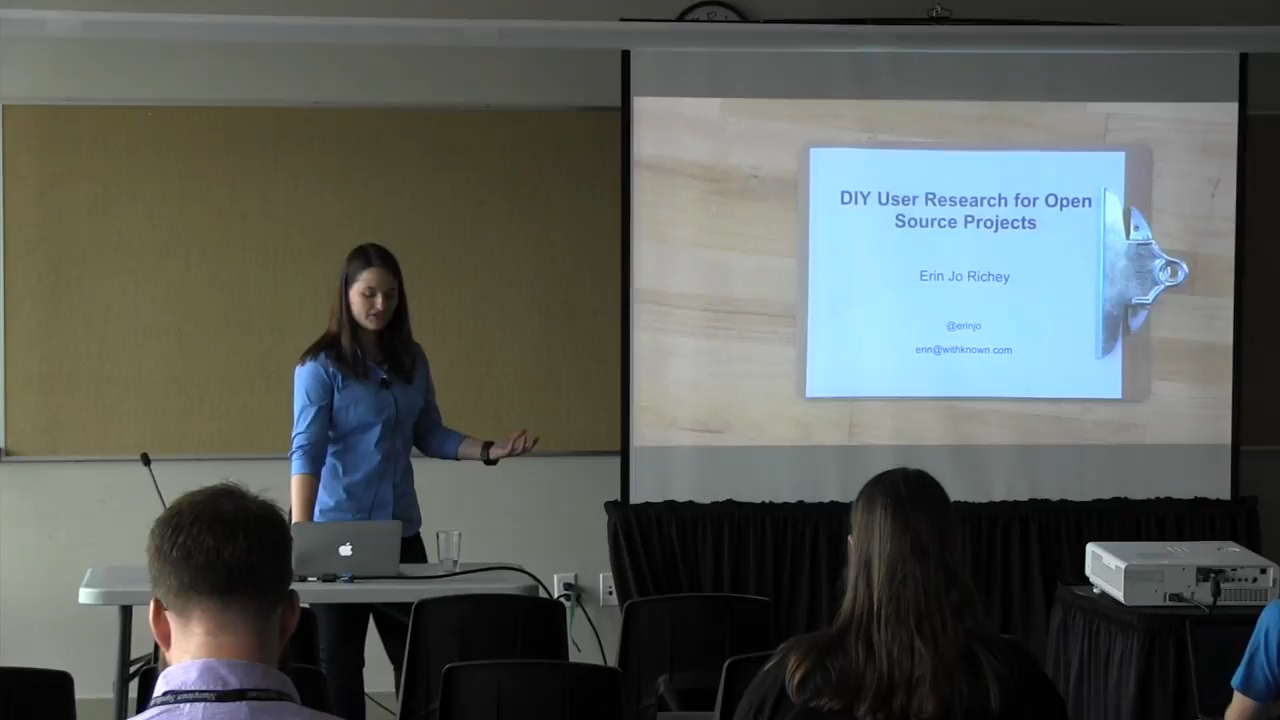 DIY User Research for Open
Source Projects
Erin Jo Richey
@erinjo
erin@withknown.com